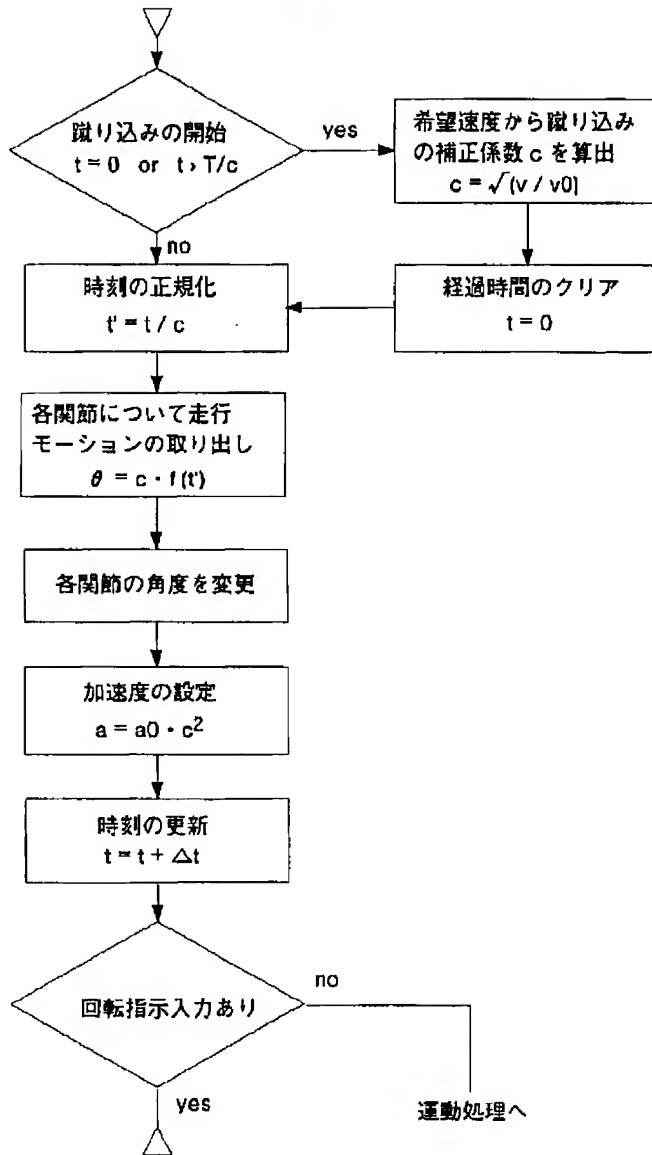 蹴り込みの開始
t = 0 or t > T/c
yes
希望速度から蹴り込み
の補正係数 c を算出
c = √(v / v0)
no
時刻の正規化
t' = t / c
経過時間のクリア
t = 0
各関節について走行
モーションの取り出し
θ = c・f(t')
各関節の角度を変更
加速度の設定
a = a0・c²
時刻の更新
t = t + Δt
回転指示入力あり
no
yes
運動処理へ